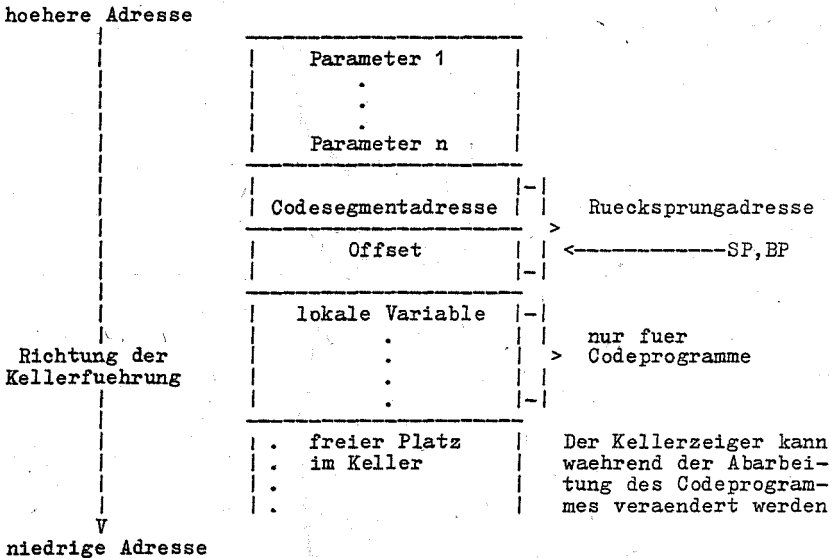 hoehere Adresse
Parameter 1
.
.
.
Parameter n
Codesegmentadresse
Ruecksprungadresse
>
Offset
<------------SP,BP
lokale Variable
.
.
.
.
nur fuer
> Codeprogramme
Richtung der
Kellerfuehrung
. freier Platz
. im Keller
.
.
Der Kellerzeiger kann
waehrend der Abarbei-
tung des Codeprogram-
mes veraendert werden
V
niedrige Adresse